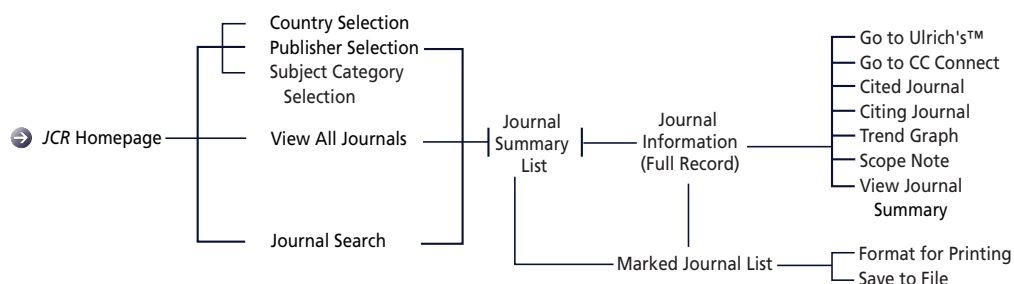 Country Selection
Publisher Selection
Subject Category
Selection
JCR Homepage
View All Journals
Journal Search
Journal
Summary
List
Journal
Information
(Full Record)
Go to Ulrich's™
Go to CC Connect
Cited Journal
Citing Journal
Trend Graph
Scope Note
View Journal
Summary
Marked Journal List
Format for Printing
Save to File